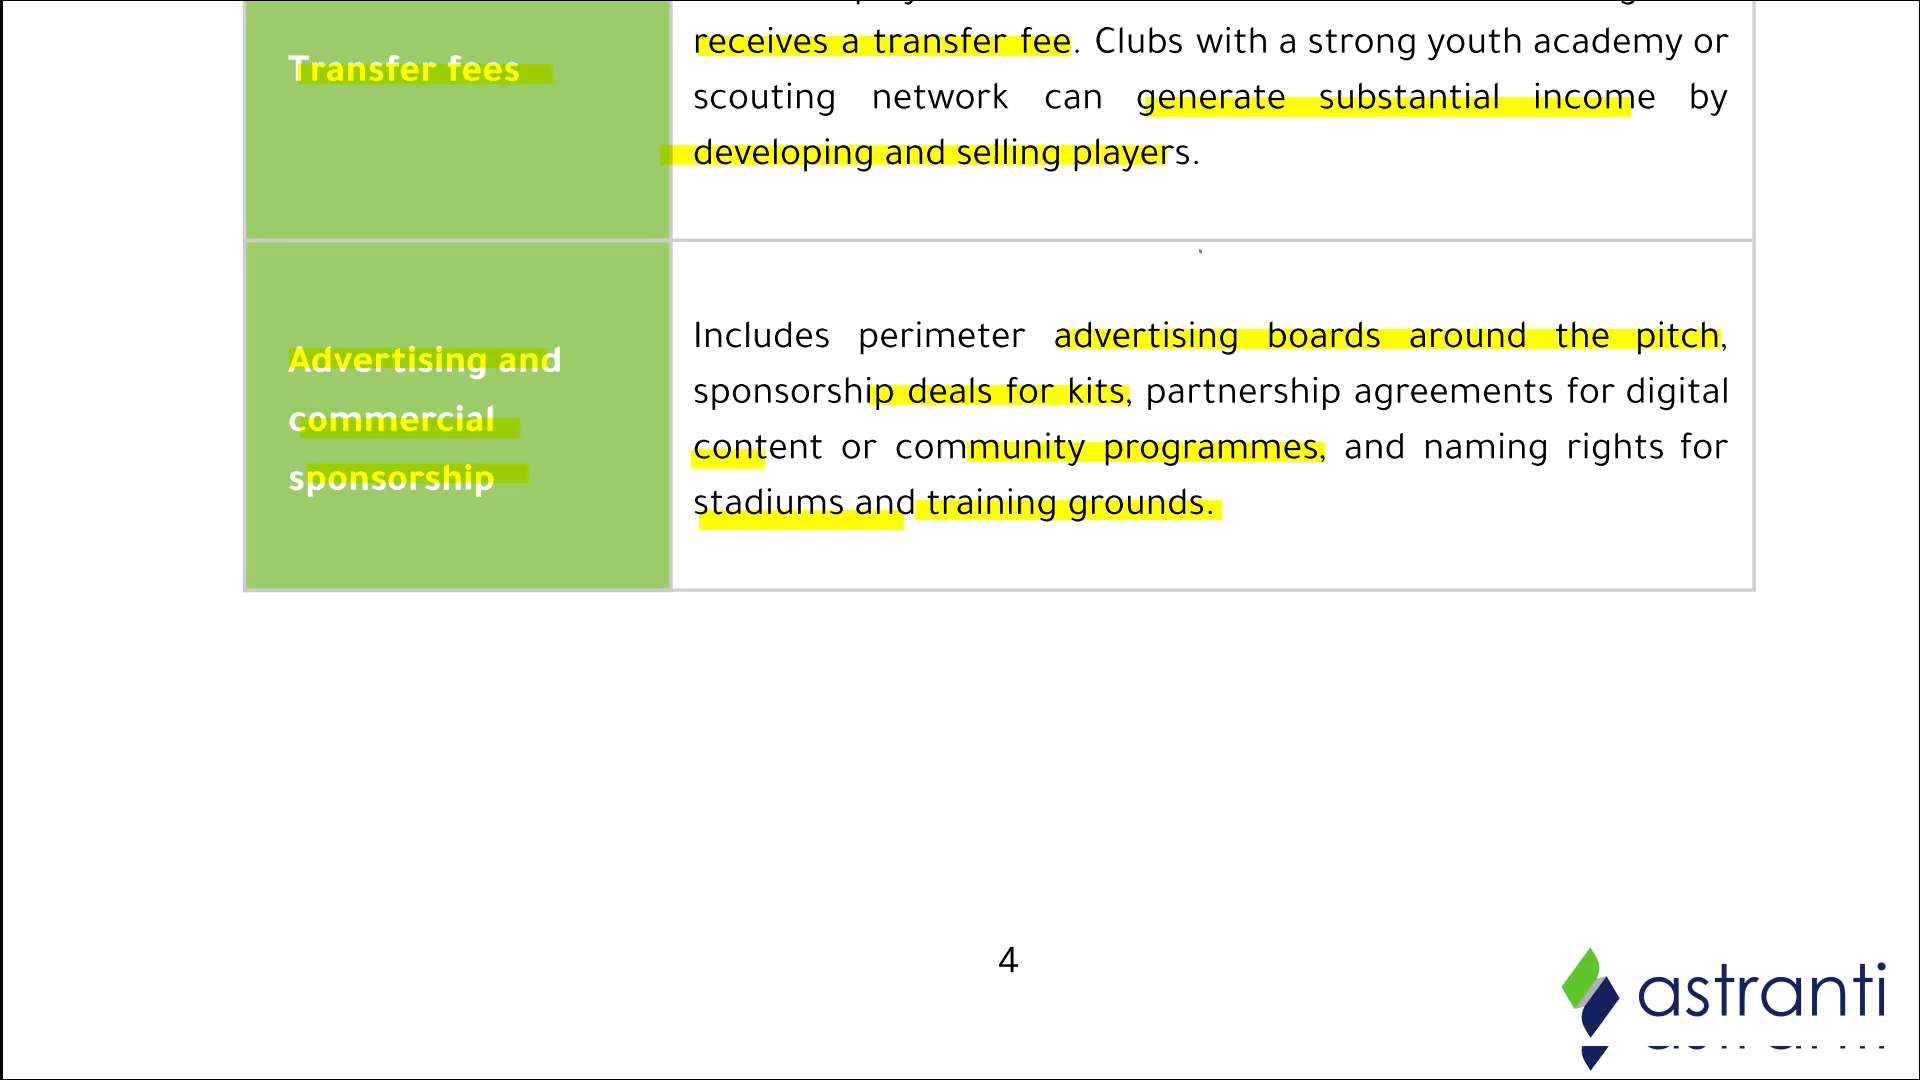 receives a transfer fee. Clubs with a strong youth academy or
Transfer fees
scouting network can generate substantial income by
developing and selling players.
Advertising and
commercial
sponsorship
Includes perimeter advertising boards around the pitch,
sponsorship deals for kits, partnership agreements for digital
content or community programmes, and naming rights for
stadiums and training grounds.
4
astranti